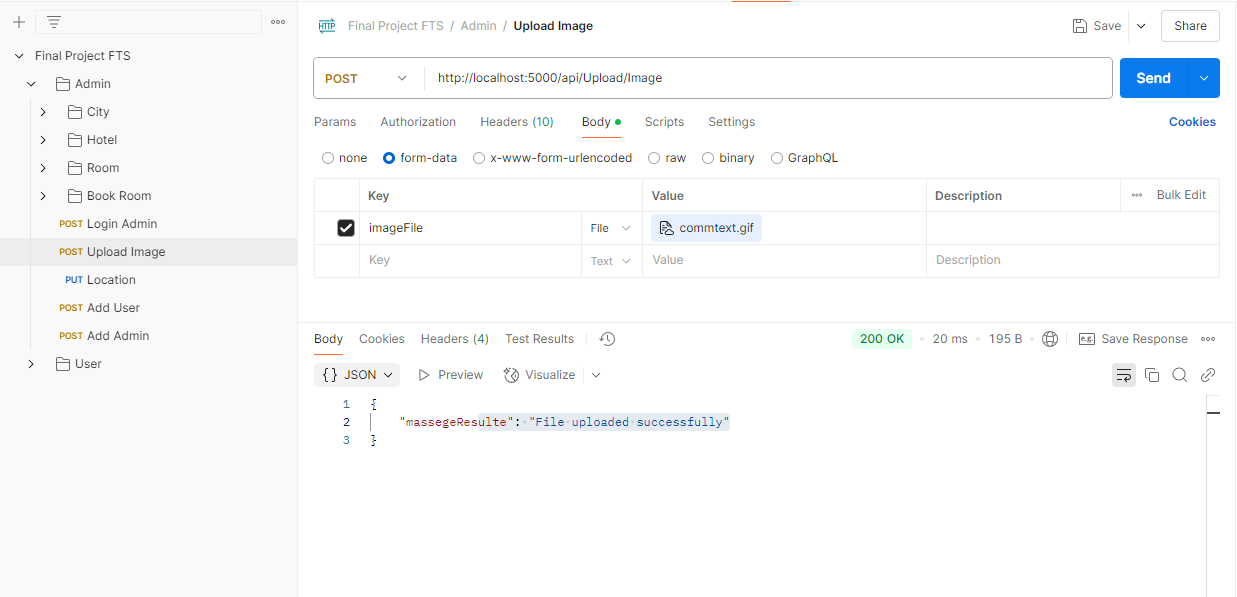 Final Project FTS
Admin
City
Hotel
Room
Book Room
POST Login Admin
POST Upload Image
PUT Location
POST Add User
POST Add Admin
User
HTTP Final Project FTS / Admin / Upload Image
Save
Share
POST http://localhost:5000/api/Upload/Image
Send
Params Authorization Headers (10) Body Scripts Settings Cookies
none form-data x-www-form-urlencoded raw binary GraphQL
Key Value Description Bulk Edit
imageFile File commtext.gif
Key Text Value Description
Body Cookies Headers (4) Test Results 200 OK 20 ms 195 B e.g. Save Response
{} JSON Preview Visualize
1 {
2 "massegeResulte": "File uploaded successfully"
3 }